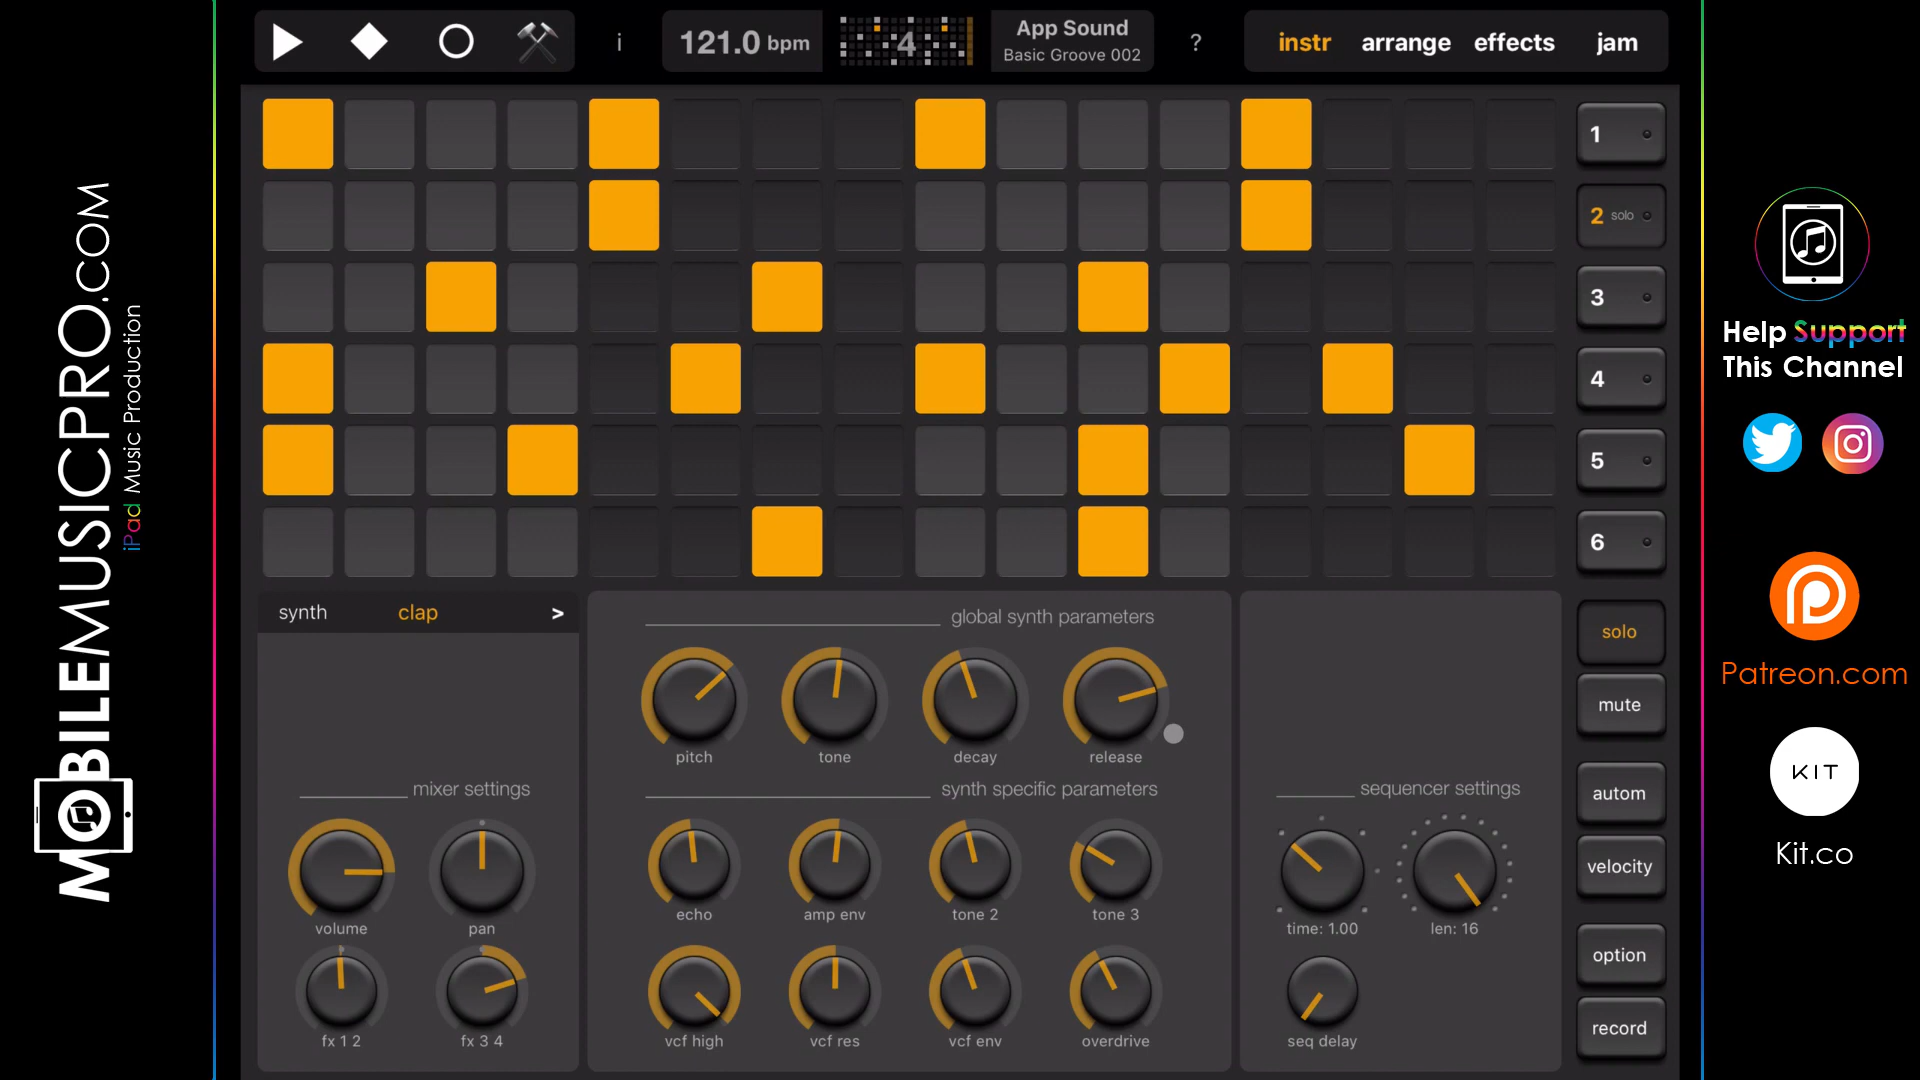 MOBILEMUSICPRO.COM
iPad Music Production
i
121.0 bpm
4
App Sound
Basic Groove 002
?
instr
arrange
effects
jam
1
2 solo
3
4
5
6
solo
mute
autom
velocity
option
record
synth
clap
>
mixer settings
volume
pan
fx 1 2
fx 3 4
global synth parameters
pitch
tone
decay
release
synth specific parameters
echo
amp env
tone 2
tone 3
vcf high
vcf res
vcf env
overdrive
sequencer settings
time: 1.00
len: 16
seq delay
Help Support
This Channel
Patreon.com
KIT
Kit.co